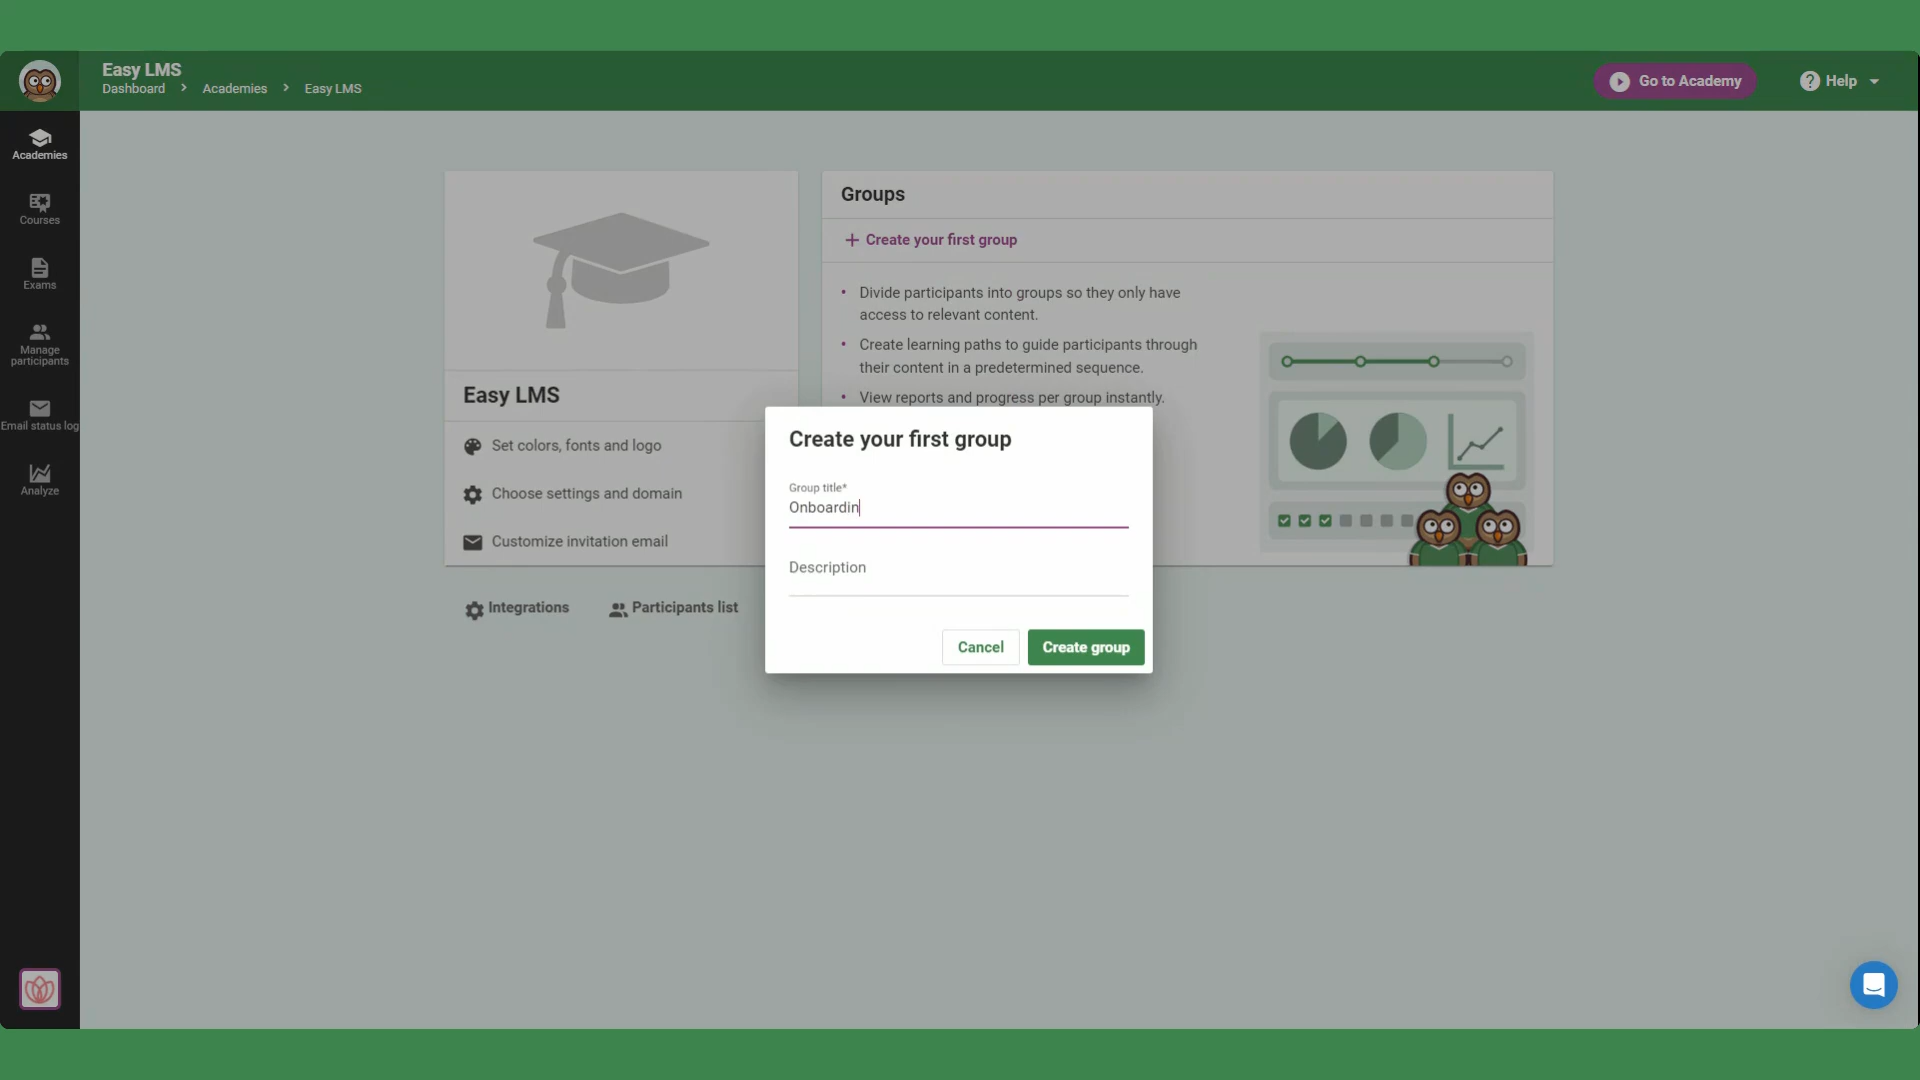 Easy LMS
Dashboard > Academies > Easy LMS
Go to Academy
Help
Academies
Courses
Exams
Manage
participants
Email status log
Analyze
Easy LMS
Set colors, fonts and logo
Choose settings and domain
Customize invitation email
Integrations
Participants list
Groups
+ Create your first group
• Divide participants into groups so they only have
access to relevant content.
• Create learning paths to guide participants through
their content in a predetermined sequence.
• View reports and progress per group instantly.
Create your first group
Group title*
Onboardin
Description
Cancel
Create group